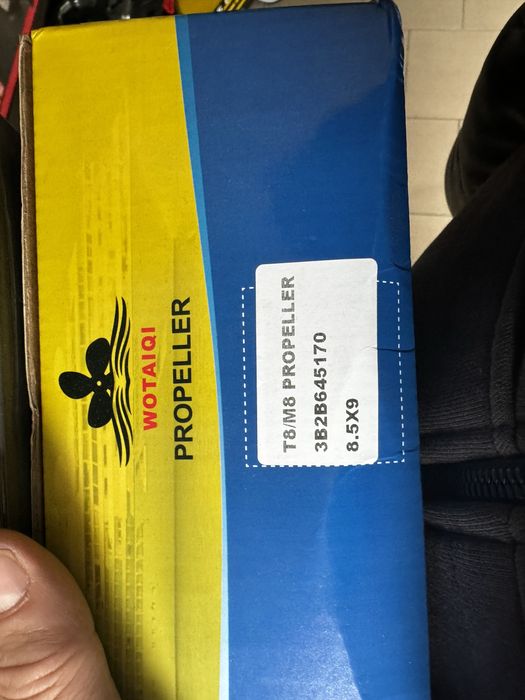 WOTAIQI
PROPELLER
T8/M8 PROPELLER
3B2B645170
8.5X9